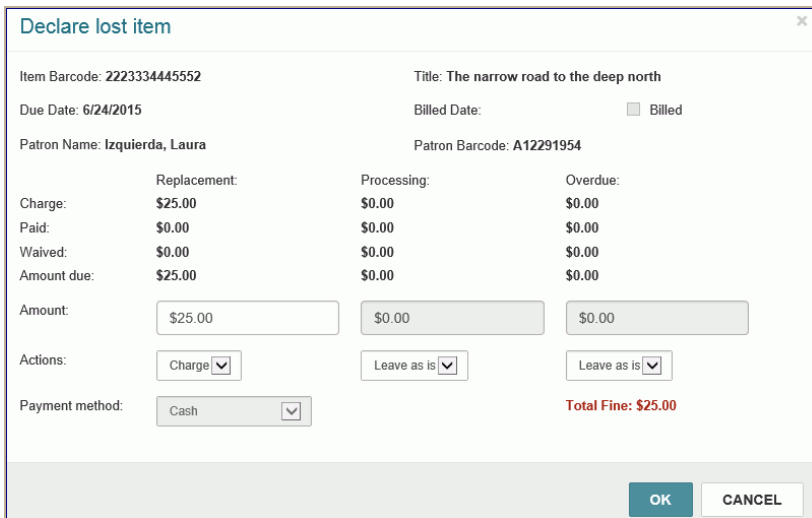 Declare lost item
Item Barcode: 2223334445552 Title: The narrow road to the deep north
Due Date: 6/24/2015 Billed Date: Billed
Patron Name: Izquierda, Laura Patron Barcode: A12291954
Replacement: Processing: Overdue:
Charge: $25.00 $0.00 $0.00
Paid: $0.00 $0.00 $0.00
Waived: $0.00 $0.00 $0.00
Amount due: $25.00 $0.00 $0.00
Amount: $25.00 $0.00 $0.00
Actions: Charge Leave as is Leave as is
Payment method: Cash Total Fine: $25.00
OK CANCEL